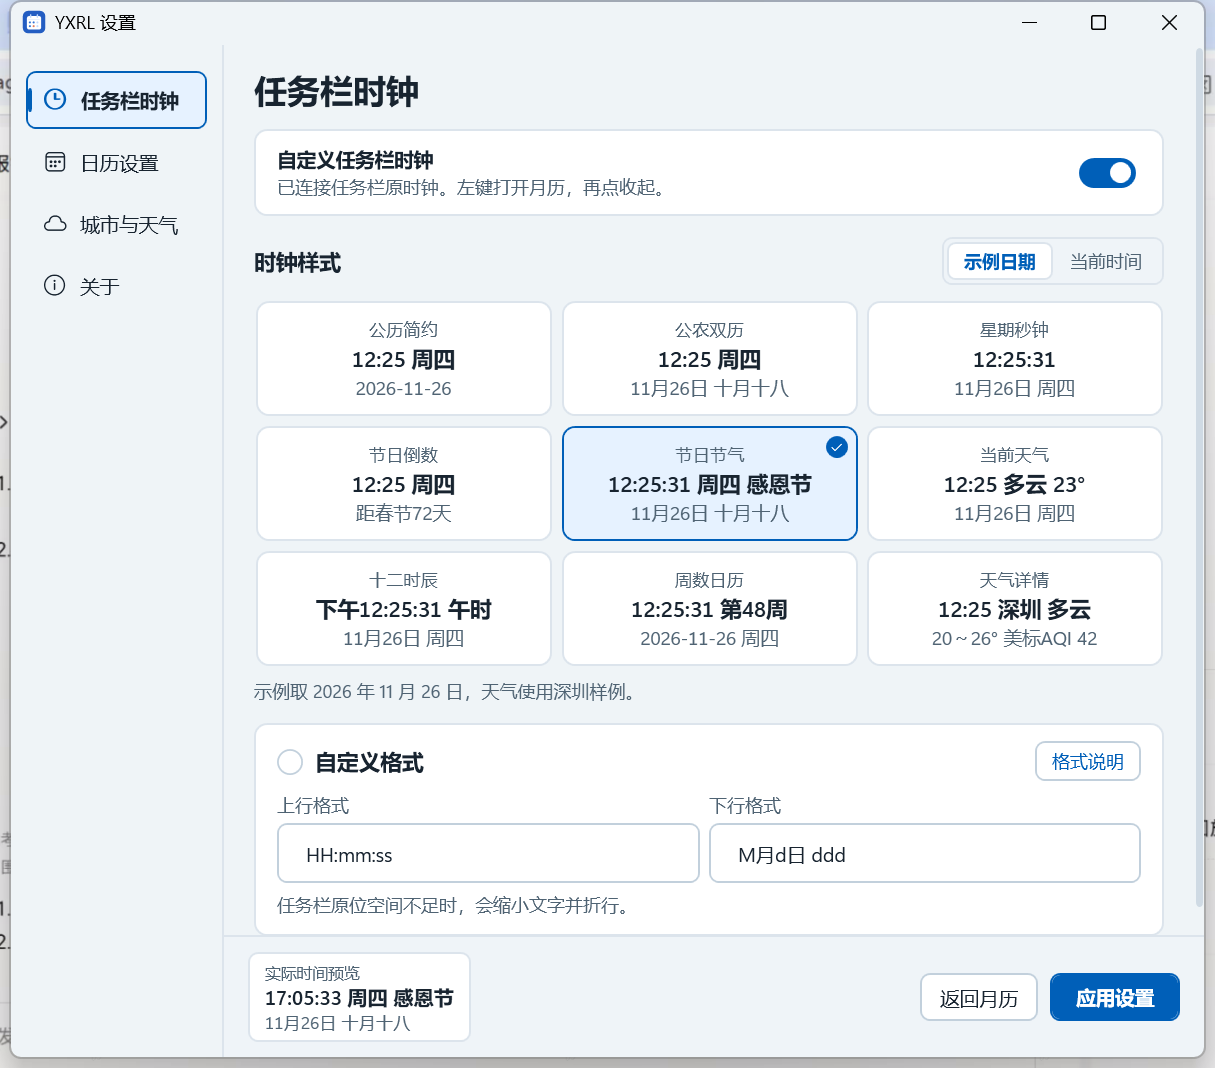 YXRL 设置
任务栏时钟
日历设置
城市与天气
关于
任务栏时钟
自定义任务栏时钟
已连接任务栏原时钟。左键打开月历，再点收起。
时钟样式
示例日期 当前时间
公历简约
12:25 周四
2026-11-26
公农双历
12:25 周四
11月26日 十月十八
星期秒钟
12:25:31
11月26日 周四
节日倒数
12:25 周四
距春节72天
节日节气
12:25:31 周四 感恩节
11月26日 十月十八
当前天气
12:25 多云 23°
11月26日 周四
十二时辰
下午12:25:31 午时
11月26日 周四
周数日历
12:25:31 第48周
2026-11-26 周四
天气详情
12:25 深圳 多云
20 ~ 26° 美标AQI 42
示例取 2026 年 11 月 26 日，天气使用深圳样例。
自定义格式
格式说明
上行格式
HH:mm:ss
下行格式
M月d日 ddd
任务栏原位空间不足时，会缩小文字并折行。
实际时间预览
17:05:33 周四 感恩节
11月26日 十月十八
返回月历
应用设置